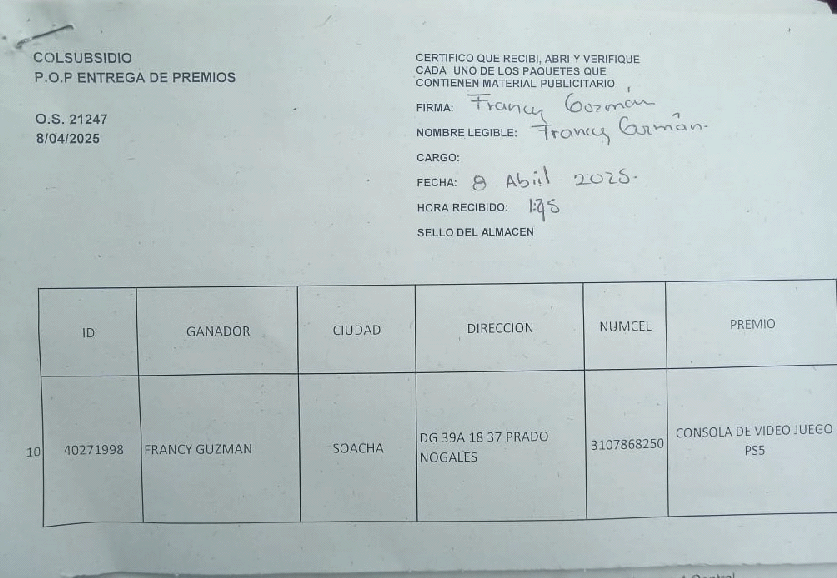 COLSUBSIDIO
P.O.P ENTREGA DE PREMIOS
O.S. 21247
8/04/2025
CERTIFICO QUE RECIBI, ABRI Y VERIFIQUE
CADA UNO DE LOS PAQUETES QUE
CONTIENEN MATERIAL PUBLICITARIO
FIRMA: Francy Guzmán
NOMBRE LEGIBLE: Francy Guzmán.
CARGO:
FECHA: 8 Abril 2025.
HORA RECIBIDO:
SELLO DEL ALMACEN
ID GANADOR CIUDAD DIRECCION NUMCEL PREMIO
10 40271998 FRANCY GUZMAN SOACHA DG 39A 18 37 PRADO NOGALES 3107868250 CONSOLA DE VIDEO JUEGO PS5